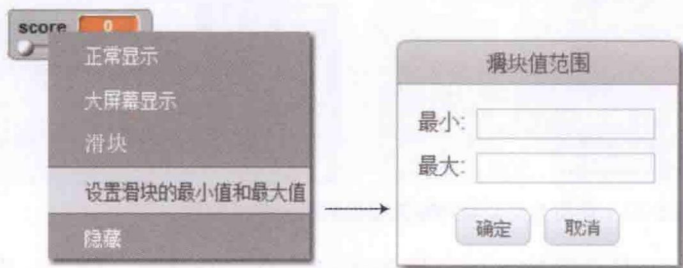 score 0
正常显示
大屏幕显示
滑块
设置滑块的最小值和最大值
隐藏
滑块值范围
最小:
最大:
确定 取消